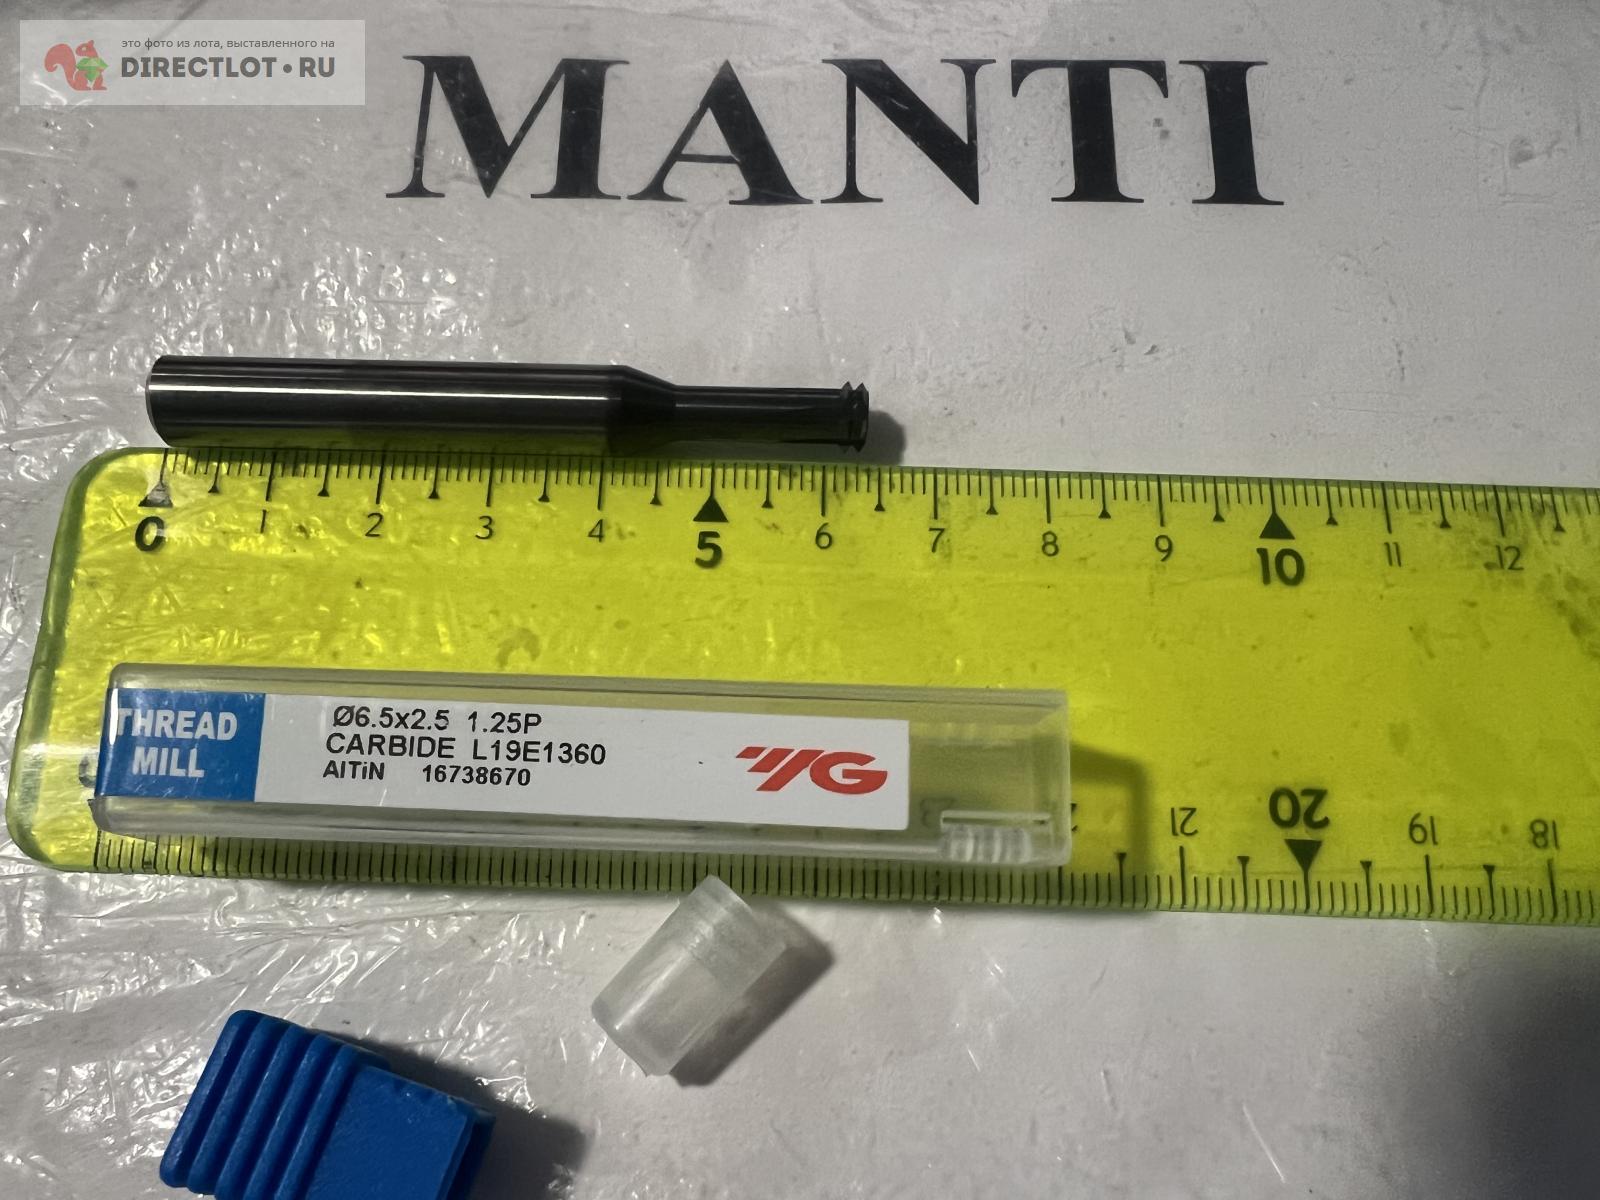 это фото из лота, выставленного на
DIRECTLOT•RU
MANTI
0 1 2 3 4 5 6 7 8 9 10 11 12
THREAD
MILL
Ø6.5x2.5 1.25P
CARBIDE L19E1360
AlTiN 16738670
YG
21 20 19 18